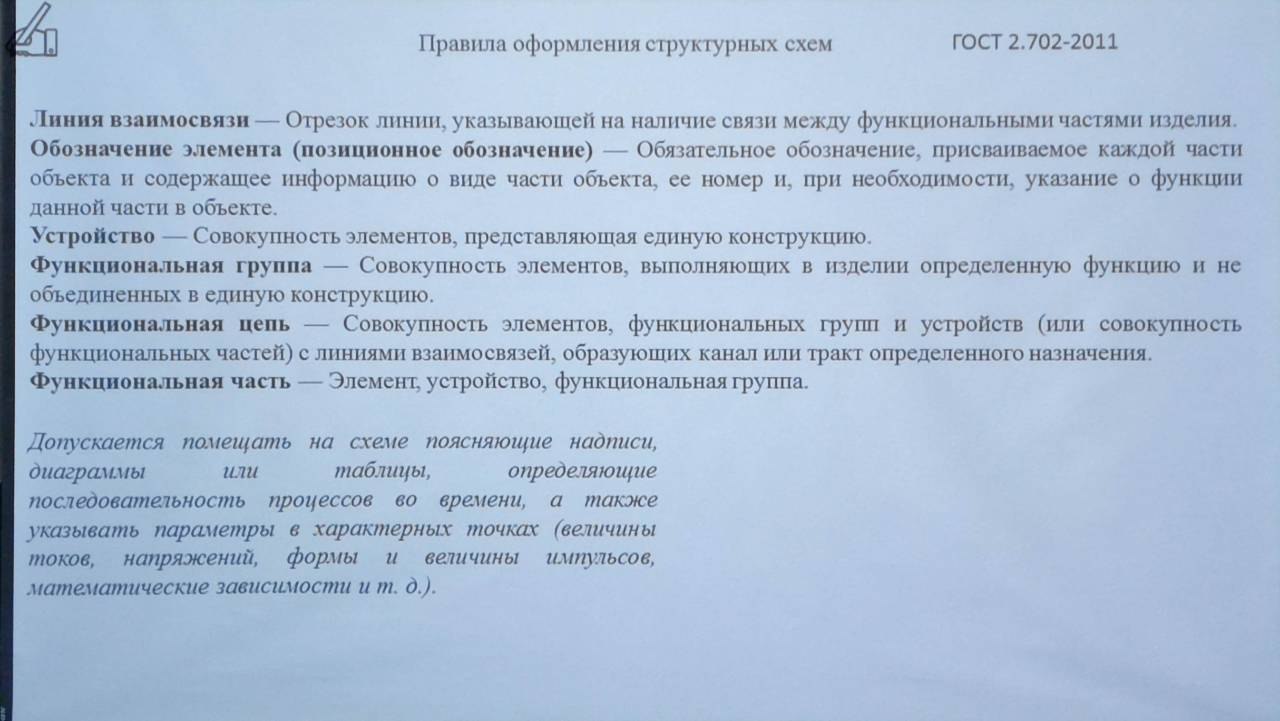 Правила оформления структурных схем ГОСТ 2.702-2011
Линия взаимосвязи — Отрезок линии, указывающей на наличие связи между функциональными частями изделия.
Обозначение элемента (позиционное обозначение) — Обязательное обозначение, присваиваемое каждой части
объекта и содержащее информацию о виде части объекта, ее номер и, при необходимости, указание о функции
данной части в объекте.
Устройство — Совокупность элементов, представляющая единую конструкцию.
Функциональная группа — Совокупность элементов, выполняющих в изделии определенную функцию и не
объединенных в единую конструкцию.
Функциональная цепь — Совокупность элементов, функциональных групп и устройств (или совокупность
функциональных частей) с линиями взаимосвязей, образующих канал или тракт определенного назначения.
Функциональная часть — Элемент, устройство, функциональная группа.
Допускается помещать на схеме поясняющие надписи,
диаграммы или таблицы, определяющие
последовательность процессов во времени, а также
указывать параметры в характерных точках (величины
токов, напряжений, формы и величины импульсов,
математические зависимости и т. д.).